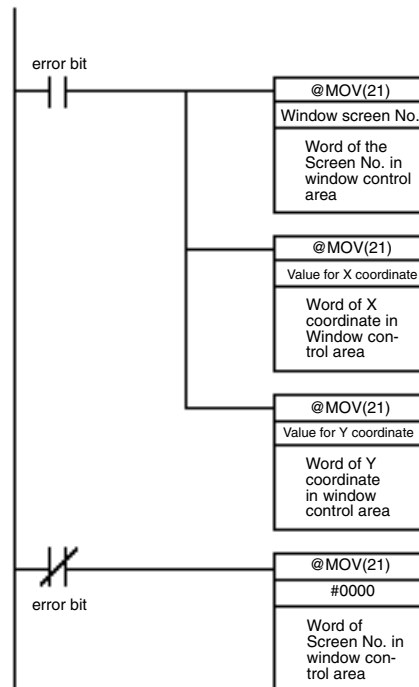 error bit
@MOV(21)
Window screen No.
Word of the
Screen No. in
window control
area
@MOV(21)
Value for X coordinate
Word of X
coordinate in
Window con-
trol area
@MOV(21)
Value for Y coordinate
Word of Y
coordinate
in window
control area
error bit
@MOV(21)
#0000
Word of
Screen No. in
window con-
trol area